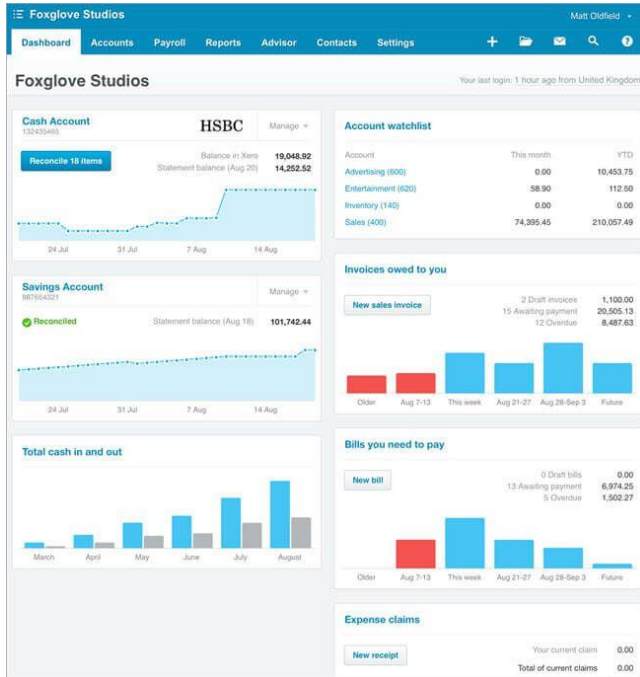 Foxglove Studios
Matt Oldfield
Dashboard Accounts Payroll Reports Advisor Contacts Settings
Foxglove Studios
Your last login: 1 hour ago from United Kingdom
Cash Account
132435465
HSBC
Manage
Reconcile 18 items
Balance in Xero 19,048.92
Statement balance (Aug 20) 14,252.52
24 Jul 31 Jul 7 Aug 14 Aug
Savings Account
987654321
Manage
Reconciled
Statement balance (Aug 18) 101,742.44
24 Jul 31 Jul 7 Aug 14 Aug
Total cash in and out
March April May June July August
Account watchlist
Account This month YTD
Advertising (600) 0.00 10,453.75
Entertainment (620) 58.90 112.50
Inventory (140) 0.00 0.00
Sales (400) 74,395.45 210,057.49
Invoices owed to you
New sales invoice
2 Draft invoices 1,100.00
15 Awaiting payment 20,505.13
12 Overdue 8,487.63
Older Aug 7-13 This week Aug 21-27 Aug 28-Sep 3 Future
Bills you need to pay
New bill
0 Draft bills 0.00
13 Awaiting payment 6,974.25
5 Overdue 1,502.27
Older Aug 7-13 This week Aug 21-27 Aug 28-Sep 3 Future
Expense claims
New receipt
Your current claim 0.00
Total of current claims 0.00